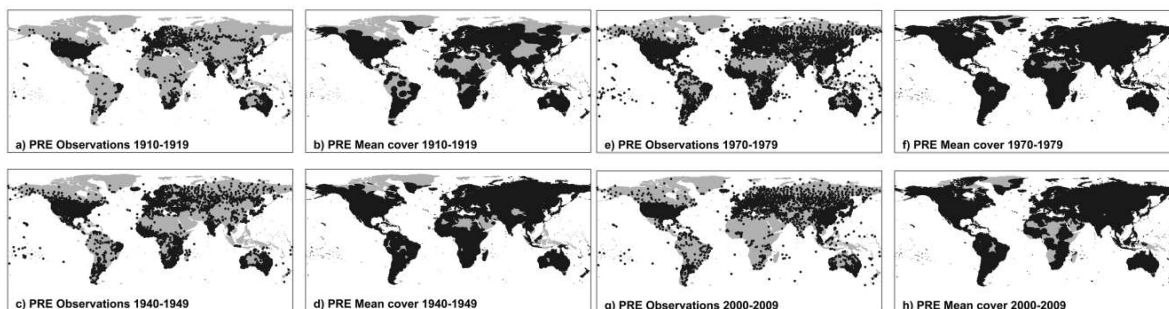 a) PRE Observations 1910-1919
b) PRE Mean cover 1910-1919
e) PRE Observations 1970-1979
f) PRE Mean cover 1970-1979
c) PRE Observations 1940-1949
d) PRE Mean cover 1940-1949
g) PRE Observations 2000-2009
h) PRE Mean cover 2000-2009